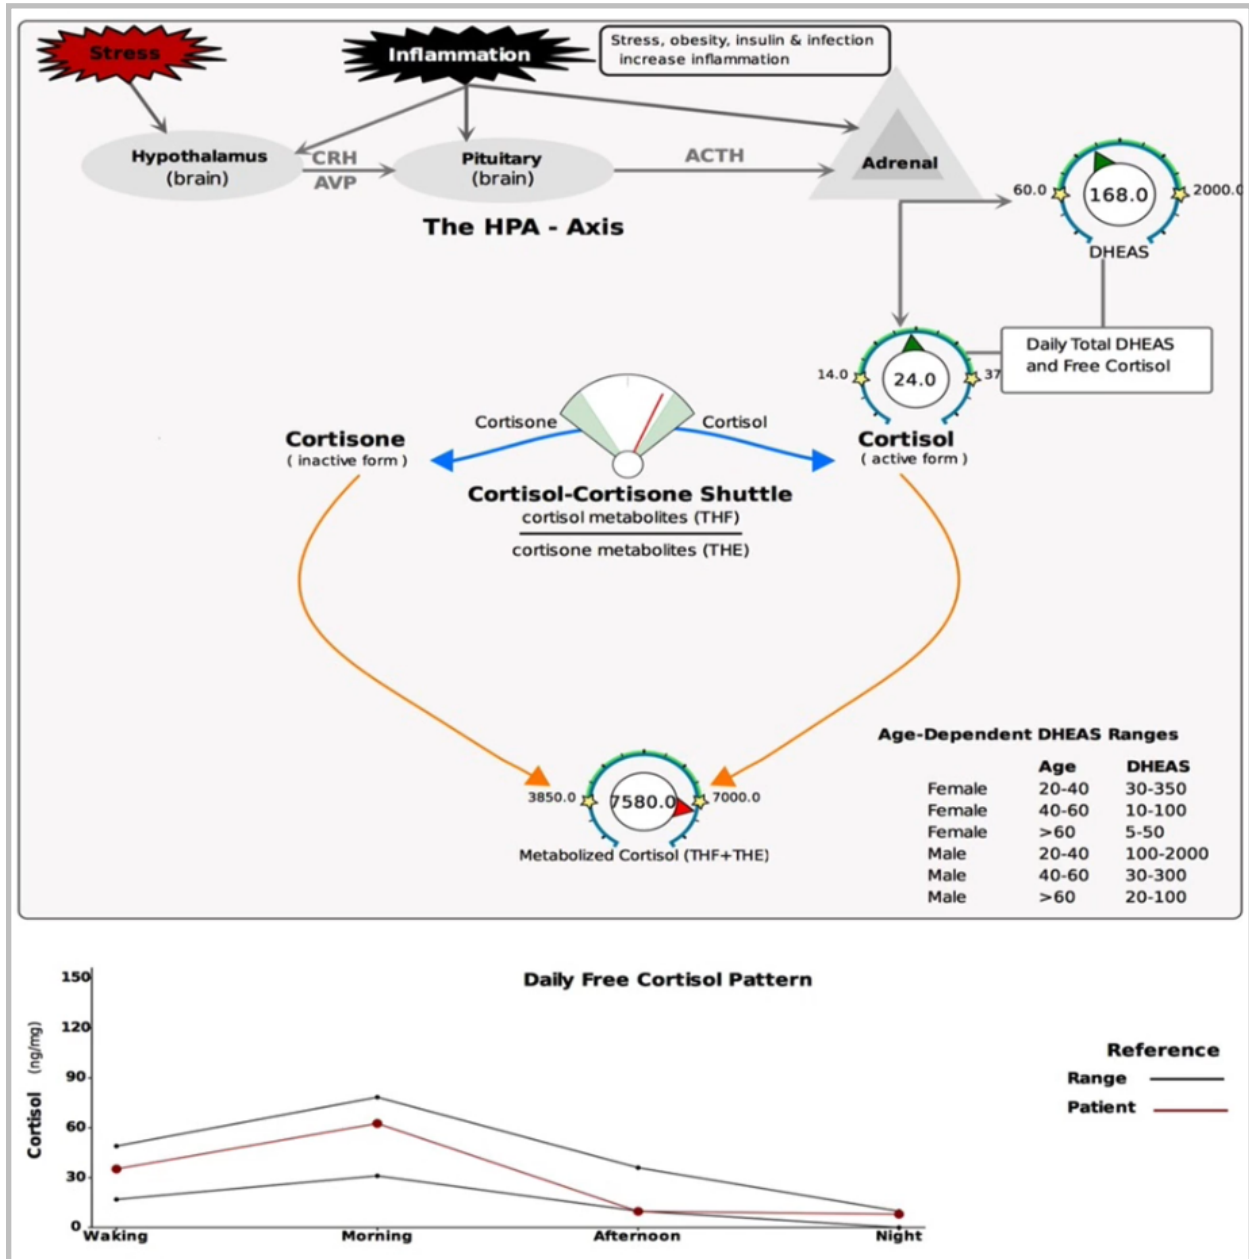 Stress
Inflammation
Stress, obesity, insulin & infection
increase inflammation
Hypothalamus
(brain)
CRH
AVP
Pituitary
(brain)
ACTH
Adrenal
The HPA - Axis
60.0
168.0
2000.0
DHEAS
14.0
24.0
37
Daily Total DHEAS
and Free Cortisol
Cortisone
Cortisol
Cortisone
( inactive form )
Cortisol
( active form )
Cortisol-Cortisone Shuttle
cortisol metabolites (THF)
cortisone metabolites (THE)
3850.0
7580.0
7000.0
Metabolized Cortisol (THF+THE)
Age-Dependent DHEAS Ranges
Age DHEAS
Female 20-40 30-350
Female 40-60 10-100
Female >60 5-50
Male 20-40 100-2000
Male 40-60 30-300
Male >60 20-100
Daily Free Cortisol Pattern
Cortisol (ng/mg)
150
120
90
60
30
0
Waking Morning Afternoon Night
Reference
Range
Patient